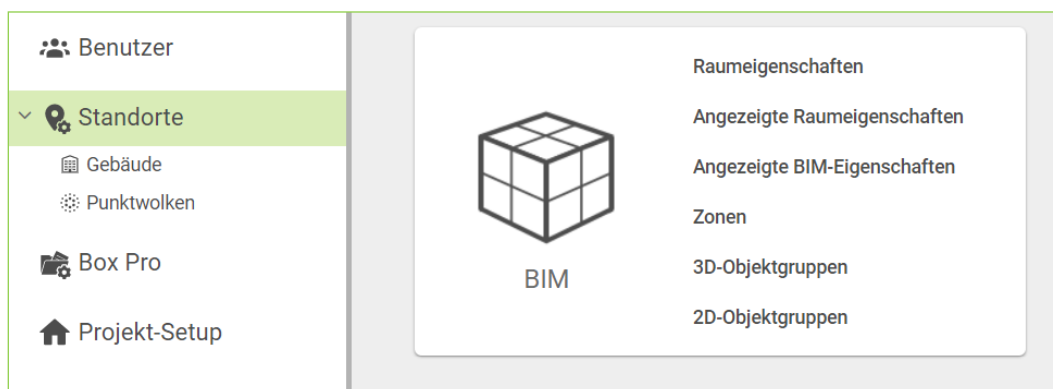 Benutzer
Standorte
Gebäude
Punktwolken
Box Pro
Projekt-Setup
BIM
Raumeigenschaften
Angezeigte Raumeigenschaften
Angezeigte BIM-Eigenschaften
Zonen
3D-Objektgruppen
2D-Objektgruppen